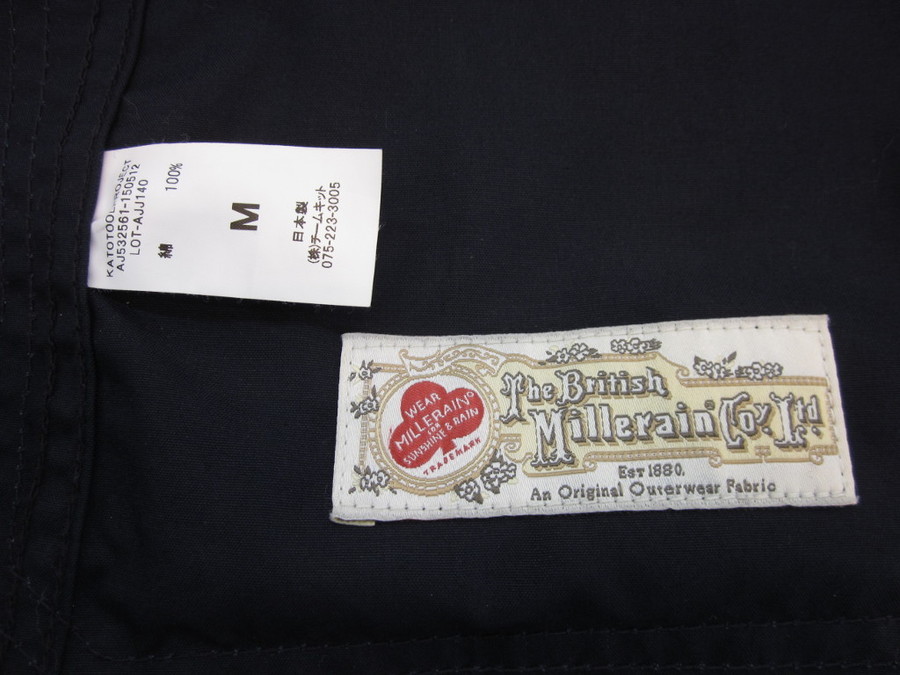 KATOTOOL PROJECT
AJ532561-150512
LOT-AJJ140
綿 100%
M
日本製
(株)チームキット
075-223-3005
WEAR
MILLERAIN
FOR
SUNSHINE & RAIN
TRADEMARK
The British
Millerain Coy. Ltd
EST 1880.
An Original Outerwear Fabric